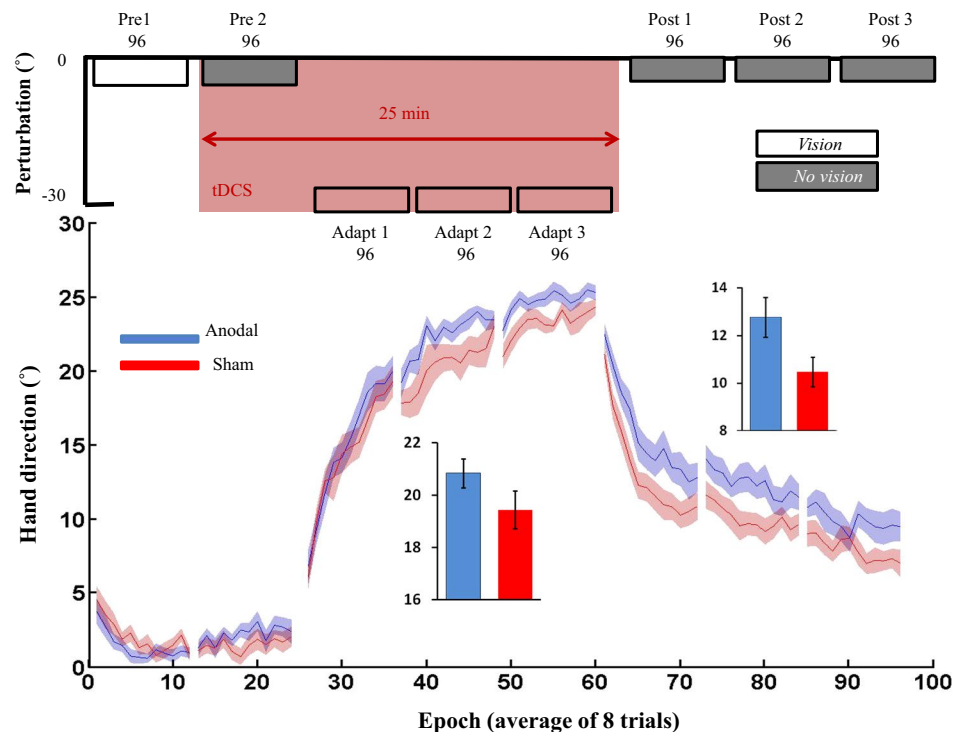 Pre1
96
Pre 2
96
Post 1
96
Post 2
96
Post 3
96
0
Perturbation (°)
-30
25 min
tDCS
Vision
No vision
Adapt 1
96
Adapt 2
96
Adapt 3
96
30
25
20
15
10
5
0
Hand direction (°)
Anodal
Sham
22
20
18
16
14
12
10
8
0 10 20 30 40 50 60 70 80 90 100
Epoch (average of 8 trials)